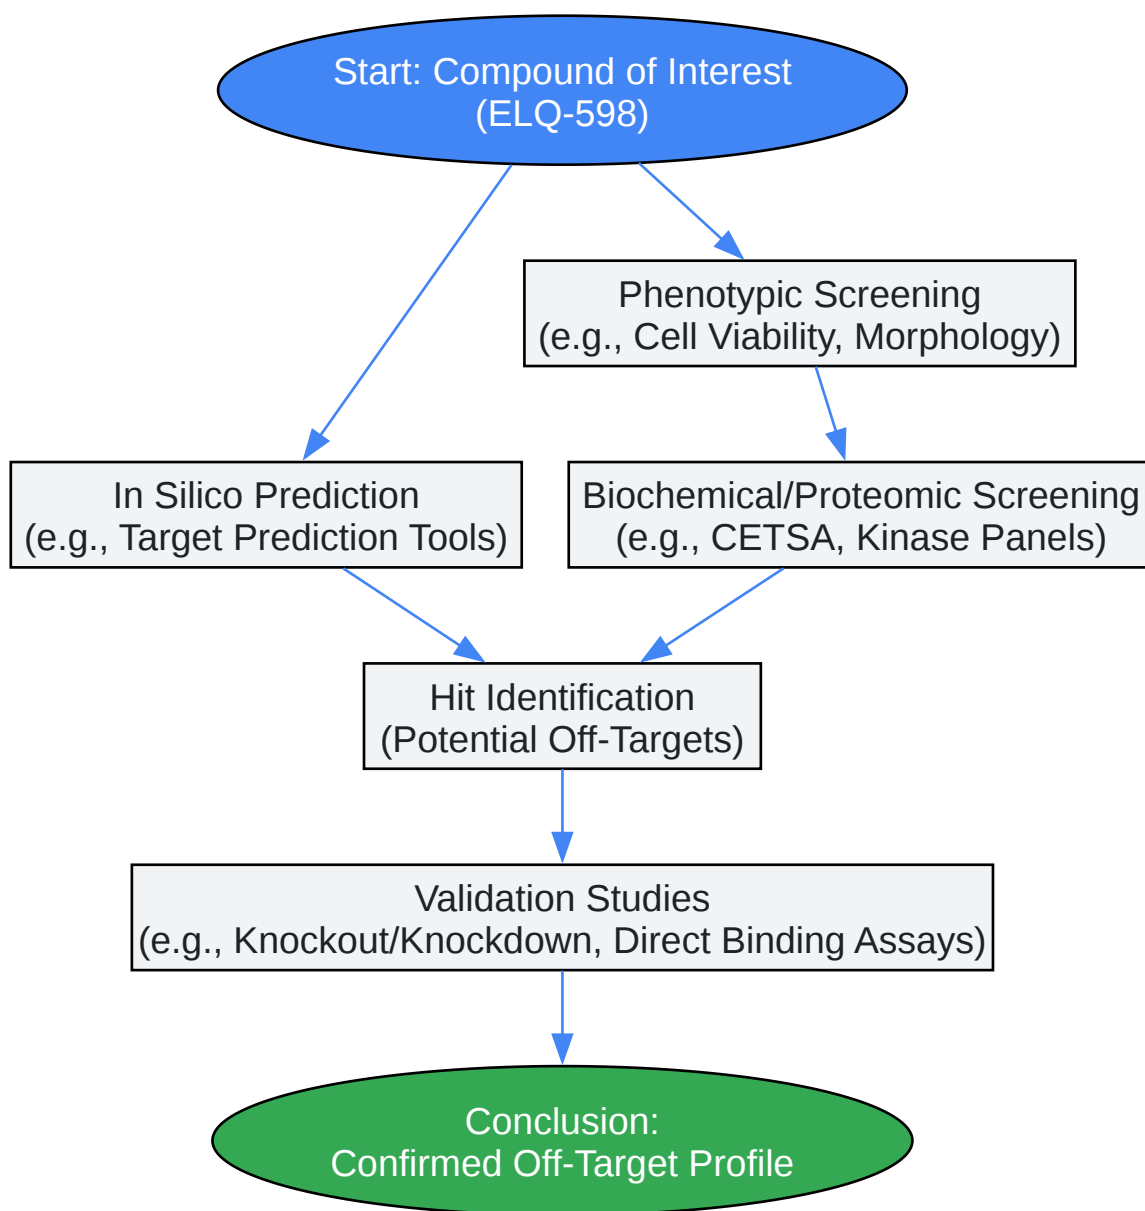 Start: Compound of Interest
(ELQ-598)
Phenotypic Screening
(e.g., Cell Viability, Morphology)
In Silico Prediction
(e.g., Target Prediction Tools)
Biochemical/Proteomic Screening
(e.g., CETSA, Kinase Panels)
Hit Identification
(Potential Off-Targets)
Validation Studies
(e.g., Knockout/Knockdown, Direct Binding Assays)
Conclusion:
Confirmed Off-Target Profile